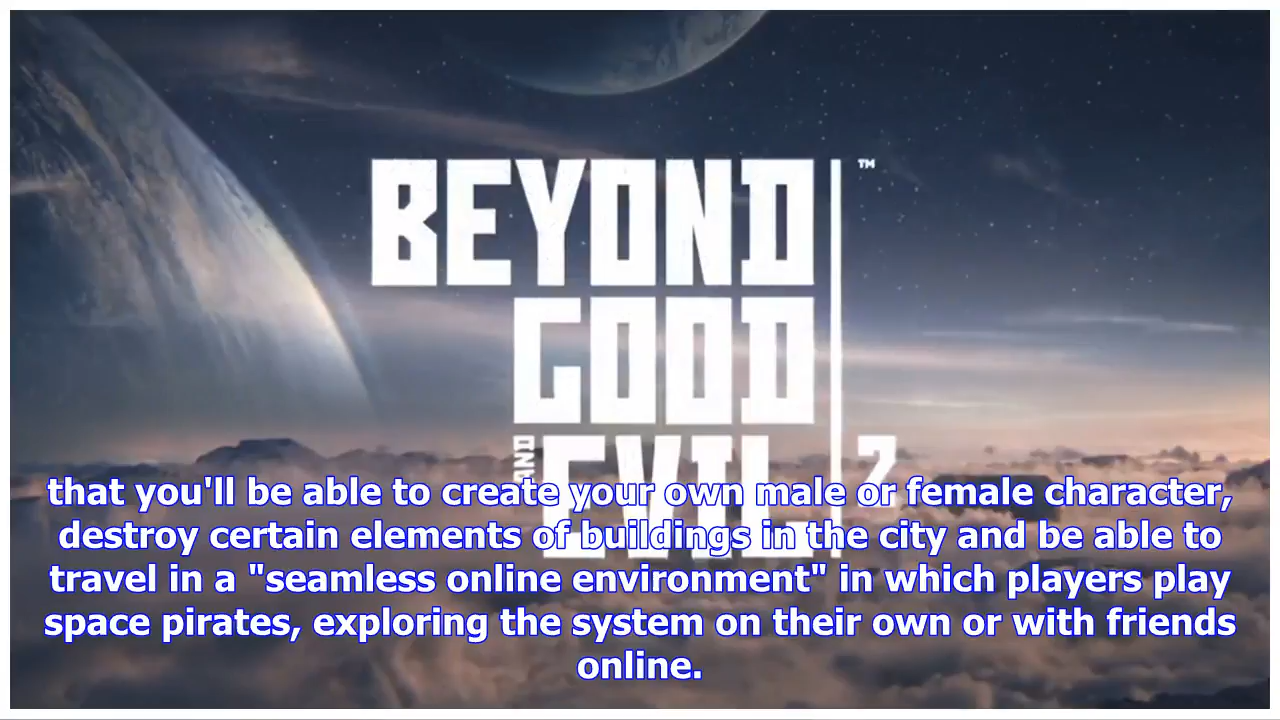 BEYOND ™
GOOD
AND EVIL 2
that you'll be able to create your own male or female character,
destroy certain elements of buildings in the city and be able to
travel in a "seamless online environment" in which players play
space pirates, exploring the system on their own or with friends
online.